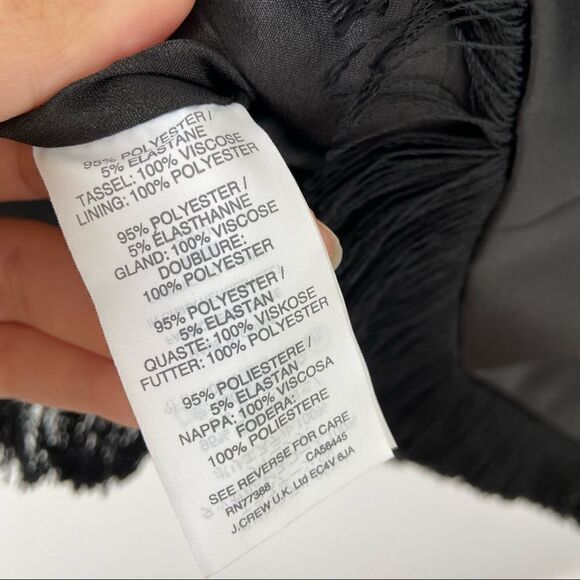 95% POLYESTER /
5% ELASTANE
TASSEL: 100% VISCOSE
LINING: 100% POLYESTER
95% POLYESTER /
5% ÉLASTHANNE
GLAND: 100% VISCOSE
DOUBLURE:
100% POLYESTER
95% POLYESTER /
5% ELASTAN
QUASTE: 100% VISKOSE
FUTTER: 100% POLYESTER
95% POLIESTERE /
5% ELASTAN
NAPPA: 100% VISCOSA
FODERA:
100% POLIESTERE
SEE REVERSE FOR CARE
RN77388 CA58445
J.CREW U.K. Ltd EC4V 6JA